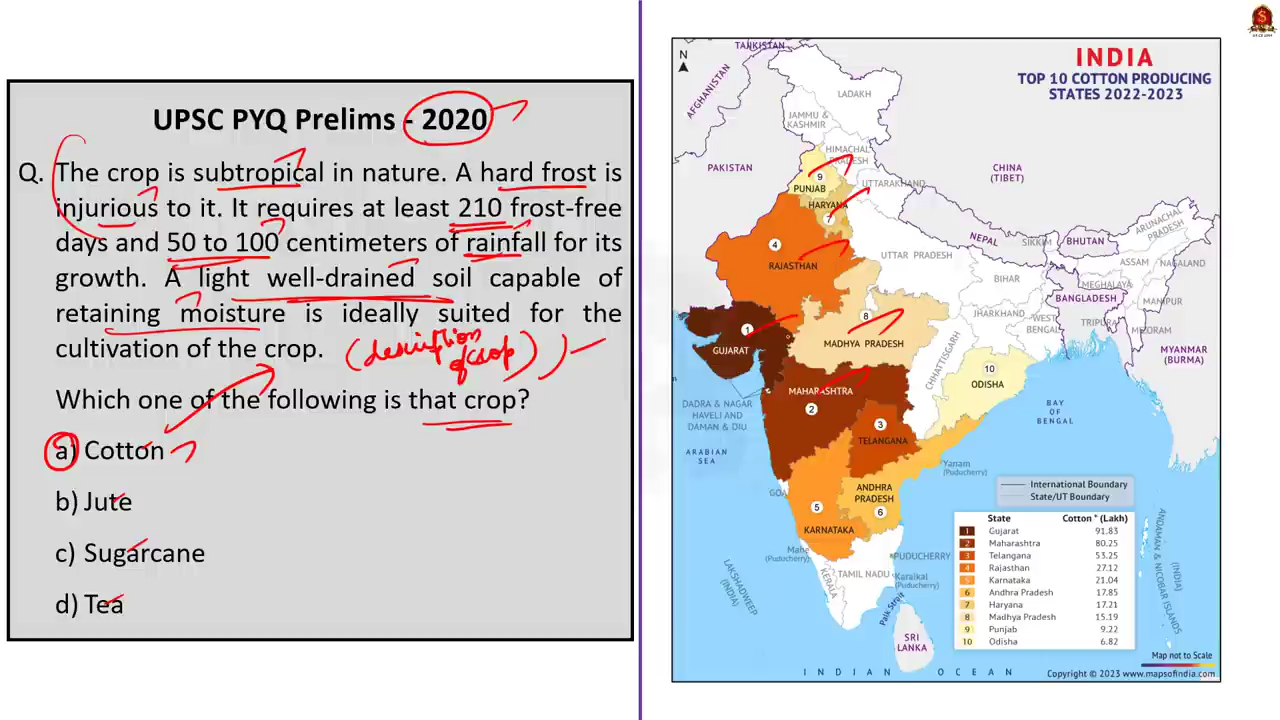 UPSC PYQ Prelims - 2020
Q. The crop is subtropical in nature. A hard frost is
injurious to it. It requires at least 210 frost-free
days and 50 to 100 centimeters of rainfall for its
growth. A light well-drained soil capable of
retaining moisture is ideally suited for the
cultivation of the crop.
(description
of crop)
Which one of the following is that crop?
a) Cotton
b) Jute
c) Sugarcane
d) Tea
N
INDIA
TOP 10 COTTON PRODUCING
STATES 2022-2023
TANKISTAN
AFGHANISTAN
LADAKH
JAMMU &
KASHMIR
HIMACHAL
PRADESH
PAKISTAN
CHINA
(TIBET)
9
PUNJAB
UTTARAKHAND
HARYANA
7
4
RAJASTHAN
UTTAR PRADESH
NEPAL
SIKKIM
BHUTAN
ARUNACHAL
PRADESH
ASSAM
NAGALAND
BIHAR
MEGHALAYA
BANGLADESH
MANIPUR
1
GUJARAT
8
MADHYA PRADESH
JHARKHAND
WEST
BENGAL
TRIPURA
MIZORAM
MYANMAR
(BURMA)
CHHATTISGARH
10
ODISHA
DADRA & NAGAR
HAVELI AND
DAMAN & DIU
MAHARASHTRA
2
3
TELANGANA
BAY
OF
BENGAL
ARABIAN
SEA
Yanam
(Puducherry)
GOA
ANDHRA
PRADESH
6
5
KARNATAKA
International Boundary
State/UT Boundary
State Cotton * (Lakh)
1 Gujarat 91.83
2 Maharashtra 80.25
3 Telangana 53.25
4 Rajasthan 27.12
5 Karnataka 21.04
6 Andhra Pradesh 17.85
7 Haryana 17.21
8 Madhya Pradesh 15.19
9 Punjab 9.22
10 Odisha 6.82
Mahe
(Puducherry)
PUDUCHERRY
TAMIL NADU
Karaikal
(Puducherry)
KERALA
LAKSHADWEEP
(INDIA)
Palk Strait
SRI
LANKA
ANDAMAN & NICOBAR ISLANDS
(INDIA)
INDIAN OCEAN
Map not to Scale
Copyright © 2023 www.mapsofindia.com